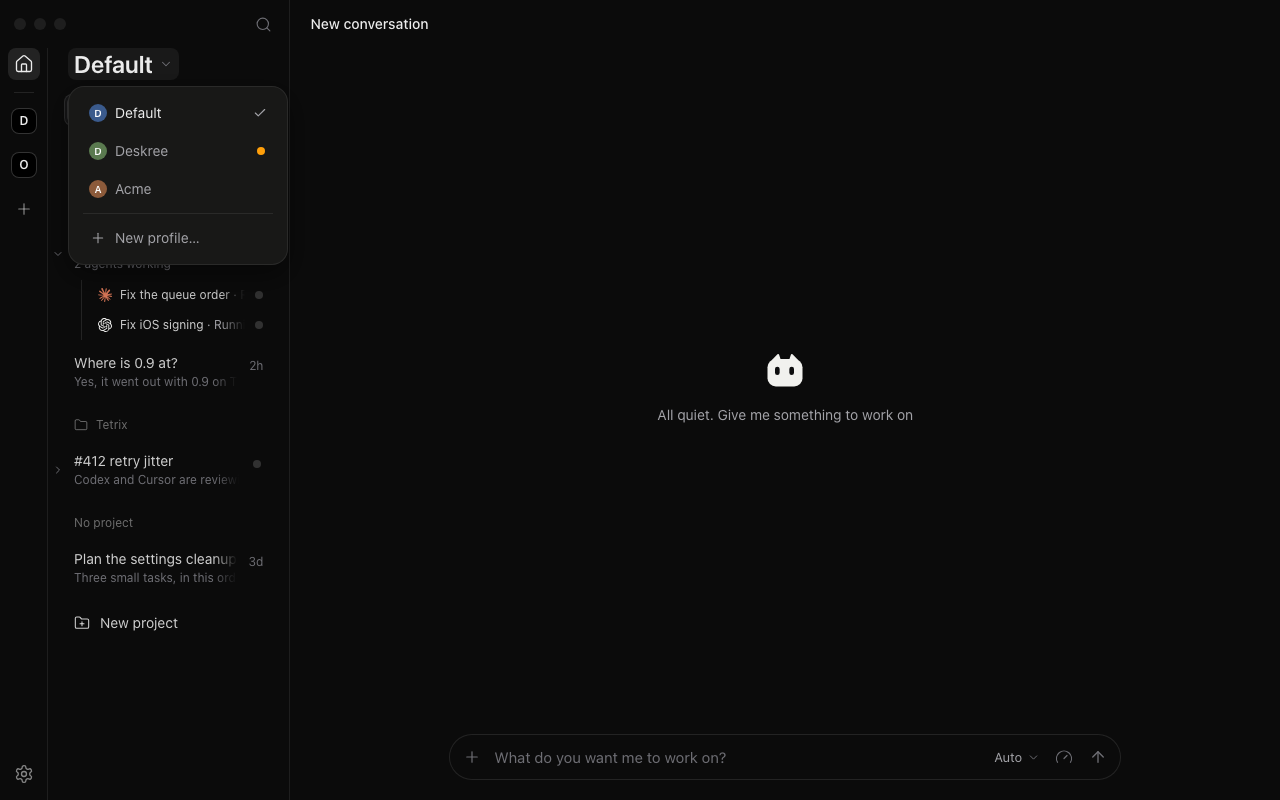 New conversation
Default
D Default
D Deskree
A Acme
New profile...
D
O
2 agents working
Fix the queue order ·
Fix iOS signing · Runn
Where is 0.9 at? 2h
Yes, it went out with 0.9 on T
Tetrix
#412 retry jitter
Codex and Cursor are review
No project
Plan the settings cleanup 3d
Three small tasks, in this ord
New project
All quiet. Give me something to work on
What do you want me to work on? Auto